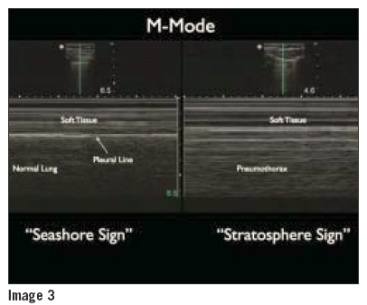 M-Mode
6.5
4.6
Soft Tissue
Soft Tissue
Pleural Line
Normal Lung
Pneumothorax
"Seashore Sign"
"Stratosphere Sign"
Image 3